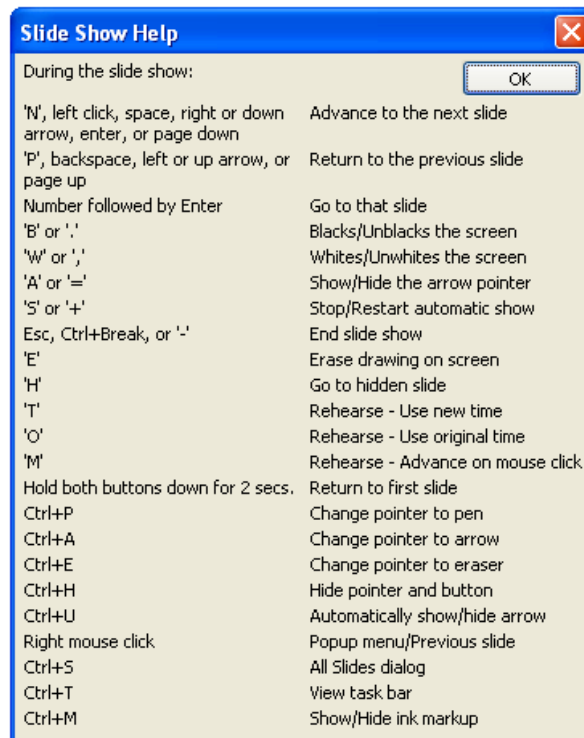 Slide Show Help
During the slide show:
OK
'N', left click, space, right or down arrow, enter, or page down Advance to the next slide
'P', backspace, left or up arrow, or page up Return to the previous slide
Number followed by Enter Go to that slide
'B' or '.' Blacks/Unblacks the screen
'W' or ',' Whites/Unwhites the screen
'A' or '=' Show/Hide the arrow pointer
'S' or '+' Stop/Restart automatic show
Esc, Ctrl+Break, or '-' End slide show
'E' Erase drawing on screen
'H' Go to hidden slide
'T' Rehearse - Use new time
'O' Rehearse - Use original time
'M' Rehearse - Advance on mouse click
Hold both buttons down for 2 secs. Return to first slide
Ctrl+P Change pointer to pen
Ctrl+A Change pointer to arrow
Ctrl+E Change pointer to eraser
Ctrl+H Hide pointer and button
Ctrl+U Automatically show/hide arrow
Right mouse click Popup menu/Previous slide
Ctrl+S All Slides dialog
Ctrl+T View task bar
Ctrl+M Show/Hide ink markup